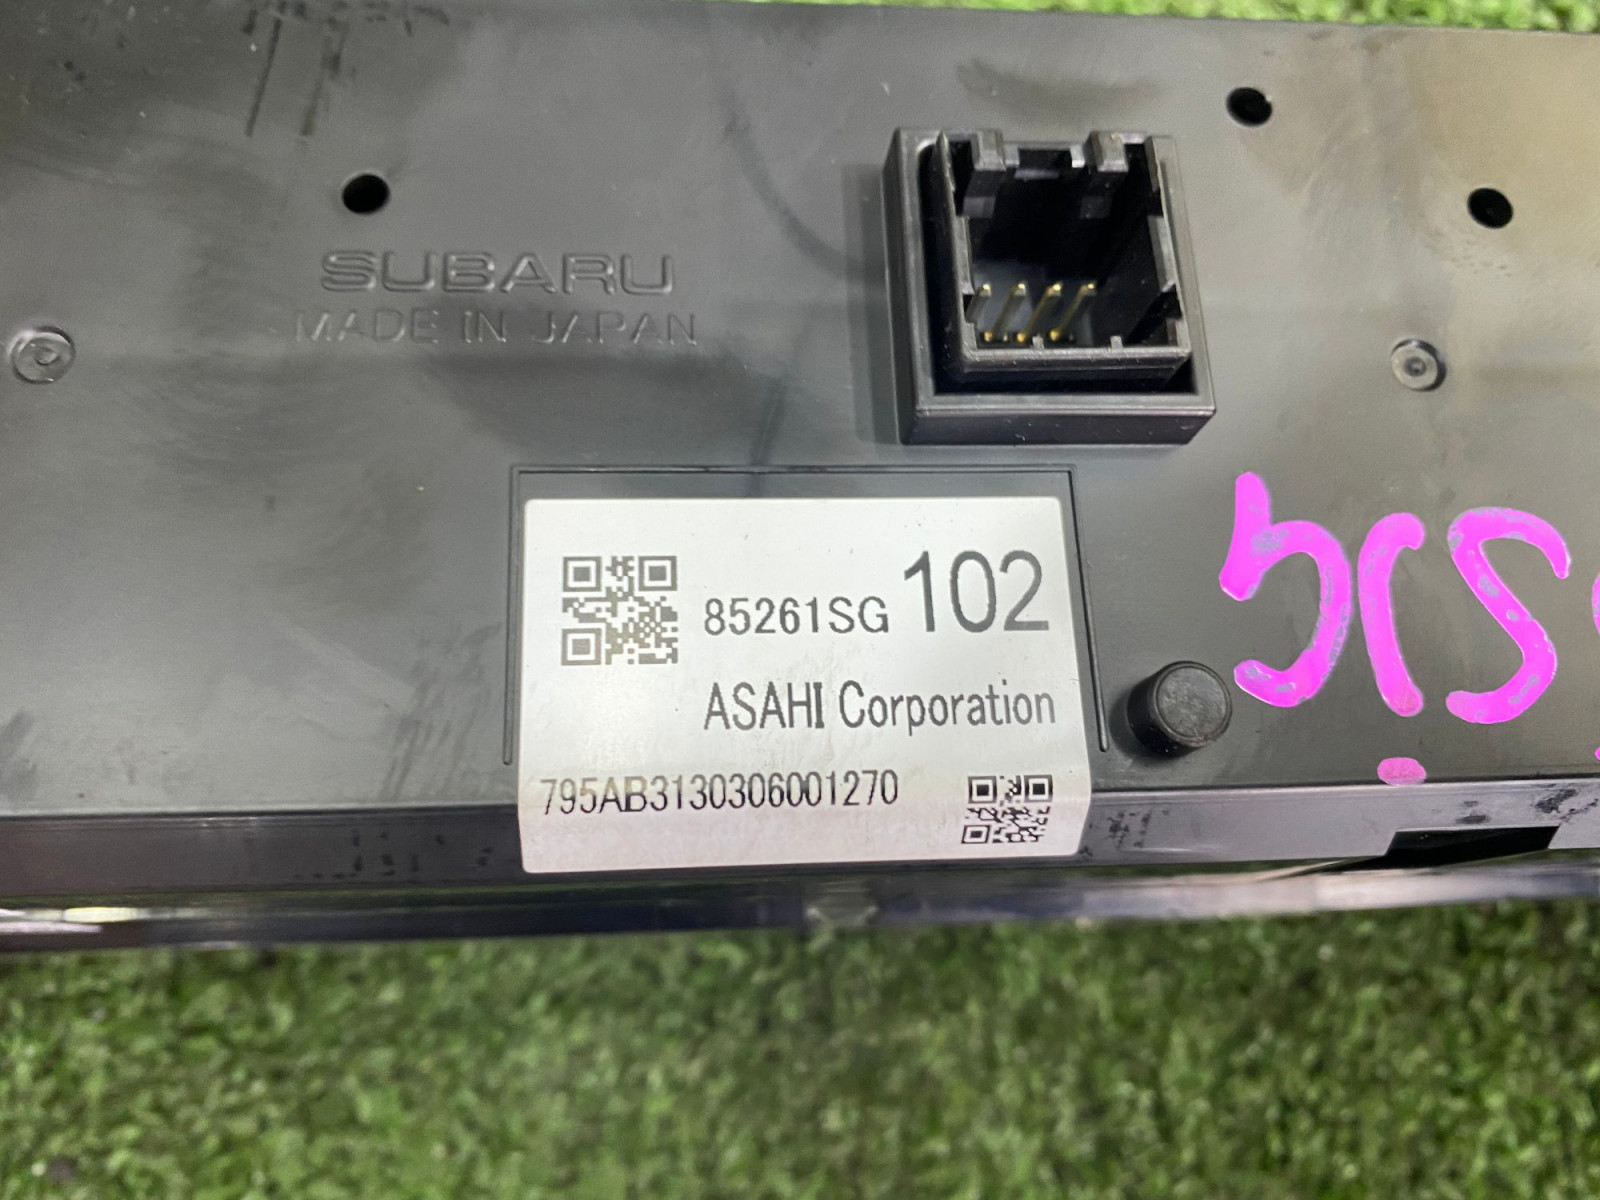 SUBARU
MADE IN JAPAN
85261SG 102
ASAHI Corporation
795AB3130306001270